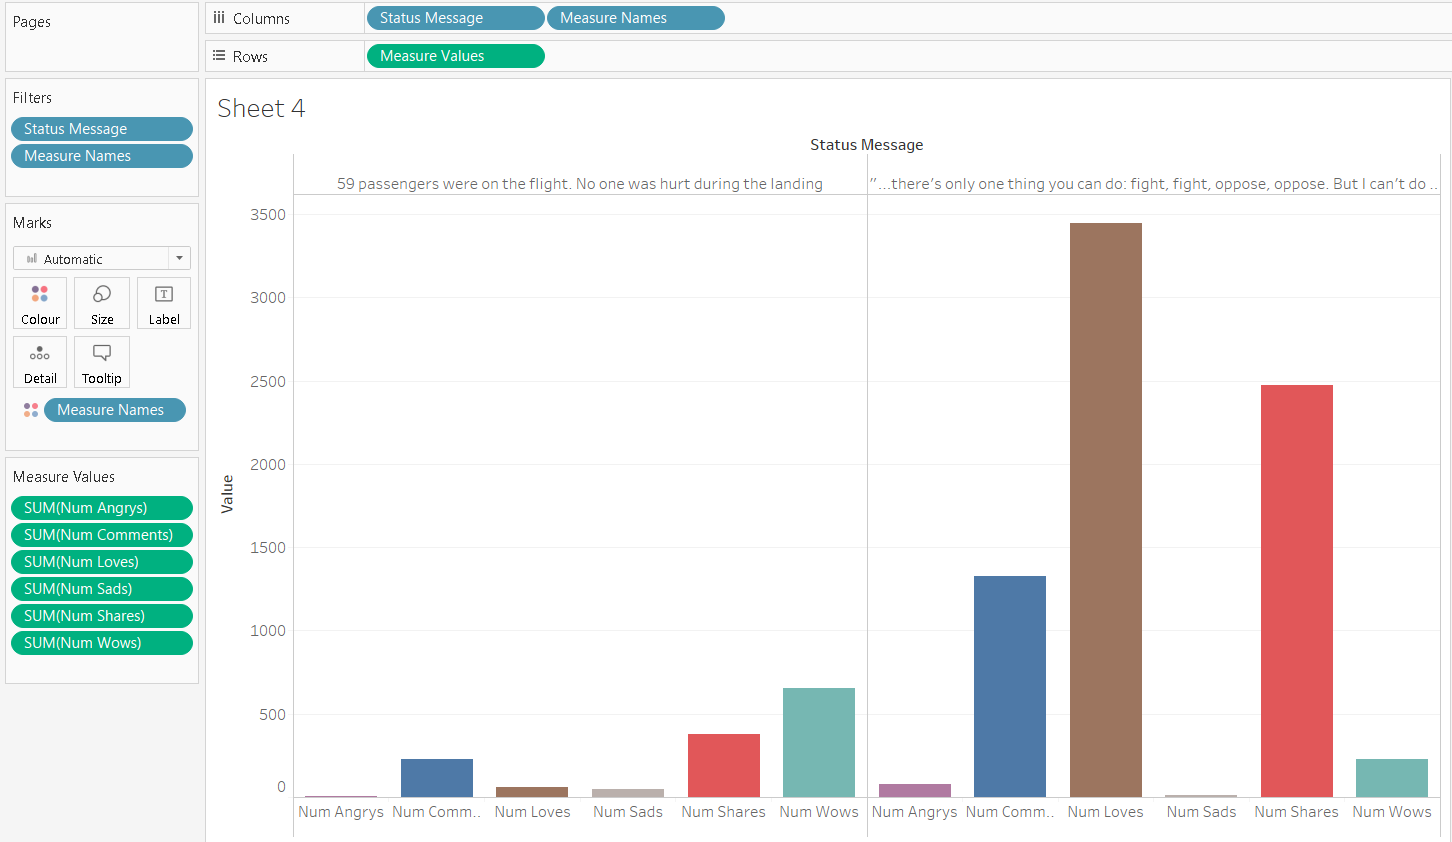 Pages
Columns
Status Message
Measure Names
Rows
Measure Values
Filters
Status Message
Measure Names
Marks
Automatic
Colour
Size
Label
Detail
Tooltip
Measure Names
Measure Values
SUM(Num Angrys)
SUM(Num Comments)
SUM(Num Loves)
SUM(Num Sads)
SUM(Num Shares)
SUM(Num Wows)
Sheet 4
Status Message
59 passengers were on the flight. No one was hurt during the landing
”...there’s only one thing you can do: fight, fight, oppose, oppose. But I can’t do ..
Value
3500
3000
2500
2000
1500
1000
500
0
Num Angrys Num Comm.. Num Loves Num Sads Num Shares Num Wows Num Angrys Num Comm.. Num Loves Num Sads Num Shares Num Wows